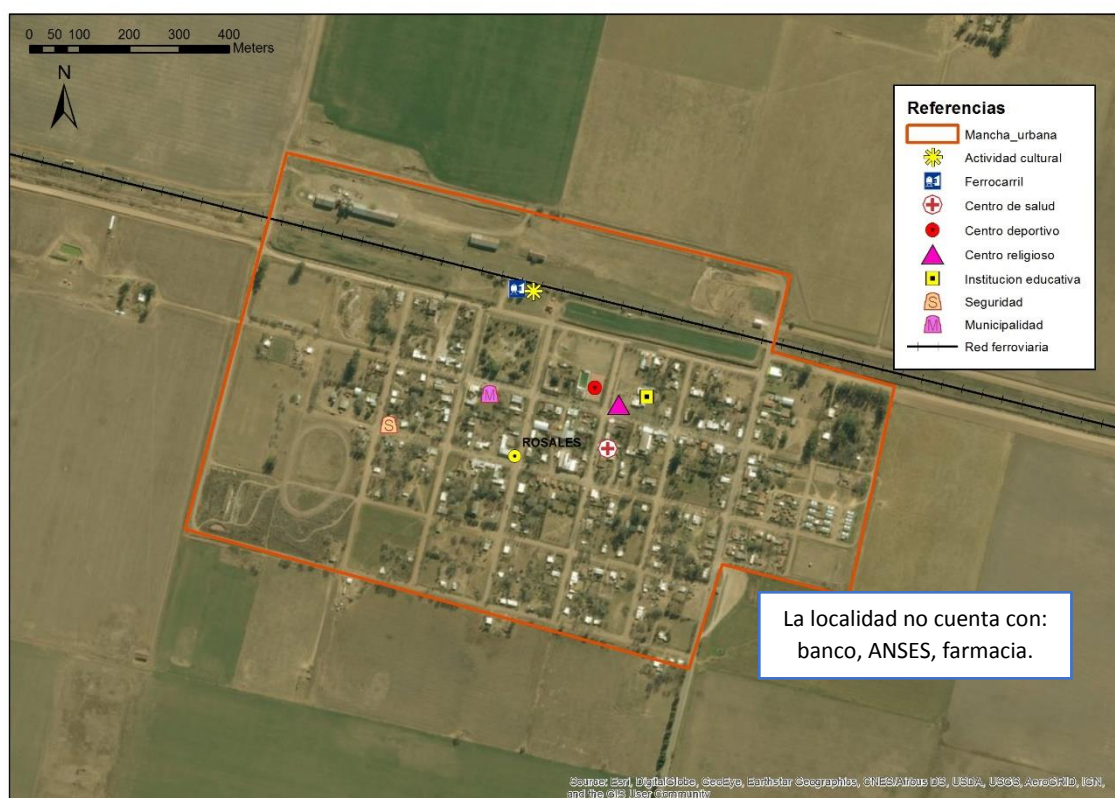 0 50 100 200 300 400
Meters
N
Referencias
Mancha_urbana
Actividad cultural
Ferrocarril
Centro de salud
Centro deportivo
Centro religioso
Institucion educativa
S Seguridad
M Municipalidad
Red ferroviaria
M
S
ROSALES
La localidad no cuenta con:
banco, ANSES, farmacia.
Source: Esri, DigitalGlobe, GeoEye, Earthstar Geographics, CNES/Airbus DS, USDA, USGS, AeroGRID, IGN,
and the GIS User Community